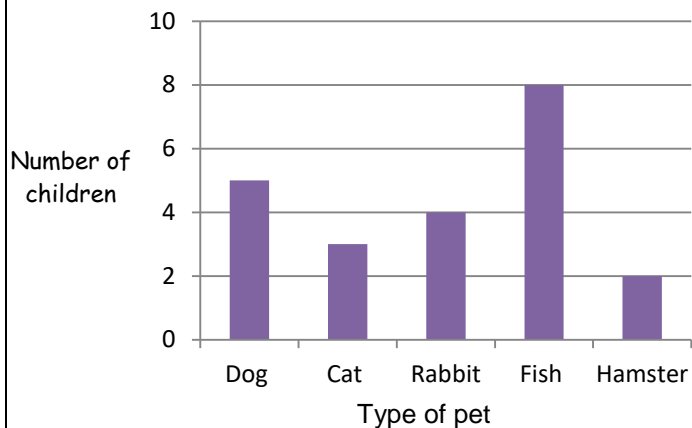 10
8
6
4
2
0
Number of
children
Dog Cat Rabbit Fish Hamster
Type of pet